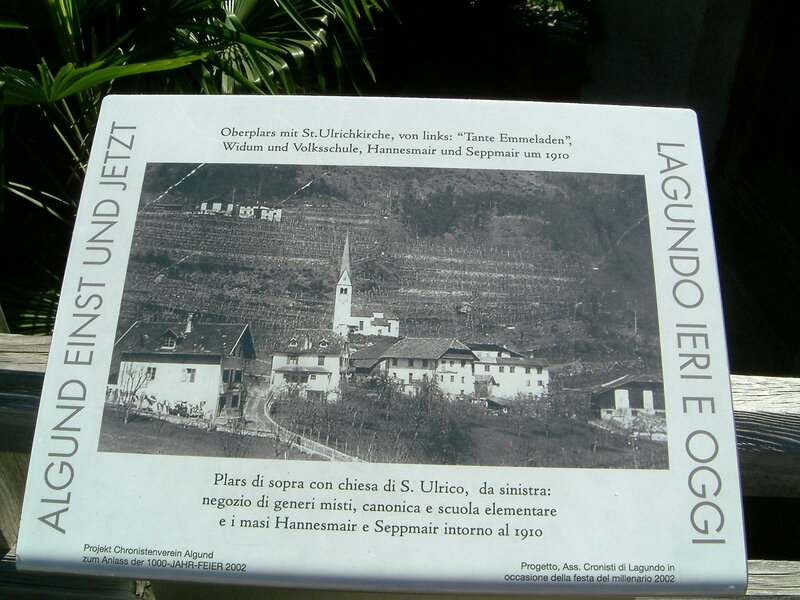 Oberplars mit St.Ulrichkirche, von links: "Tante Emmeladen",
Widum und Volksschule, Hannesmair und Seppmair um 1910
ALGUND EINST UND JETZT
LAGUNDO IERI E OGGI
Plars di sopra con chiesa di S. Ulrico, da sinistra:
negozio di generi misti, canonica e scuola elementare
e i masi Hannesmair e Seppmair intorno al 1910
Projekt Chronistenverein Algund
zum Anlass der 1000-JAHR-FEIER 2002
Progetto, Ass. Cronisti di Lagundo in
occasione della festa del millenario 2002